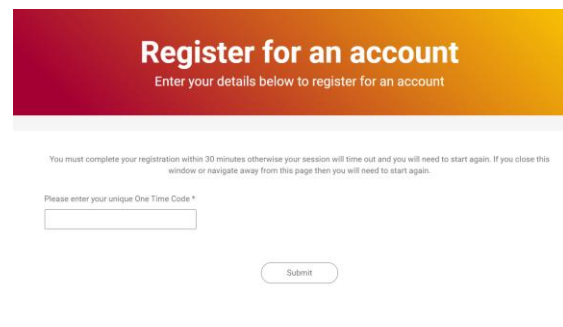 Register for an account
Enter your details below to register for an account
You must complete your registration within 30 minutes otherwise your session will time out and you will need to start again. If you close this
window or navigate away from this page then you will need to start again.
Please enter your unique One Time Code *
Submit